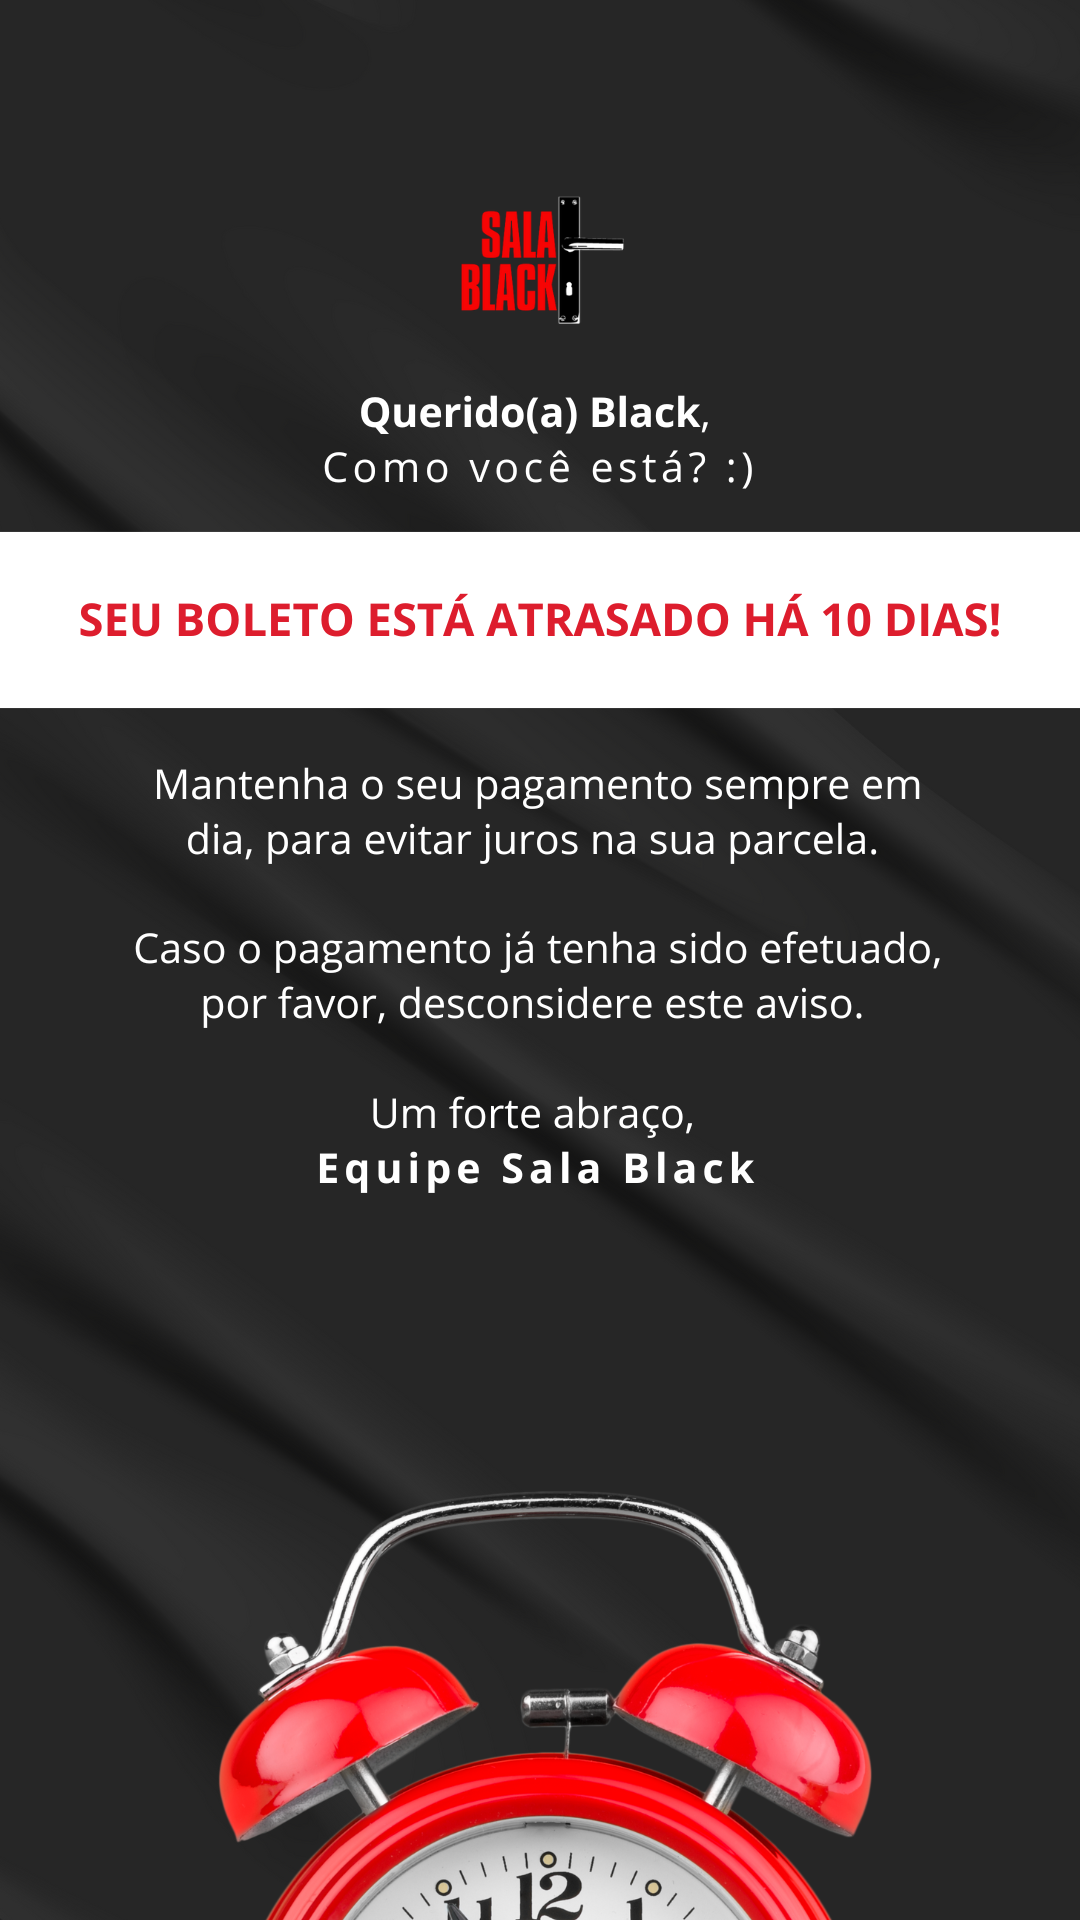 SALA
BLACK
Querido(a) Black,
Como você está? :)
SEU BOLETO ESTÁ ATRASADO HÁ 10 DIAS!
Mantenha o seu pagamento sempre em
dia, para evitar juros na sua parcela.
Caso o pagamento já tenha sido efetuado,
por favor, desconsidere este aviso.
Um forte abraço,
Equipe Sala Black
12